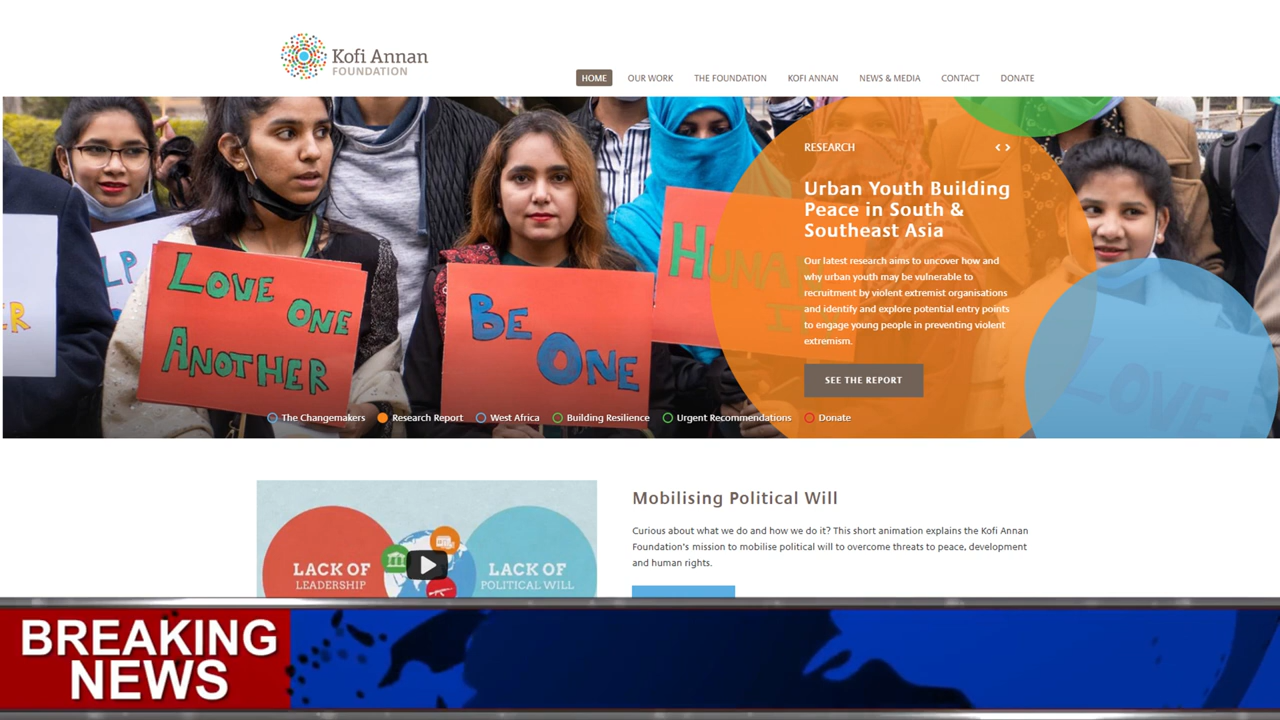 Kofi Annan
FOUNDATION
HOME OUR WORK THE FOUNDATION KOFI ANNAN NEWS & MEDIA CONTACT DONATE
RESEARCH
Urban Youth Building
Peace in South &
Southeast Asia
Our latest research aims to uncover how and
why urban youth may be vulnerable to
recruitment by violent extremist organisations
and identify and explore potential entry points
to engage young people in preventing violent
extremism.
SEE THE REPORT
LOVE
ONE
ANOTHER
BE
ONE
LOVE
The Changemakers Research Report West Africa Building Resilience Urgent Recommendations Donate
LACK OF
LEADERSHIP
LACK OF
POLITICAL WILL
Mobilising Political Will
Curious about what we do and how we do it? This short animation explains the Kofi Annan
Foundation's mission to mobilise political will to overcome threats to peace, development
and human rights.
BREAKING
NEWS